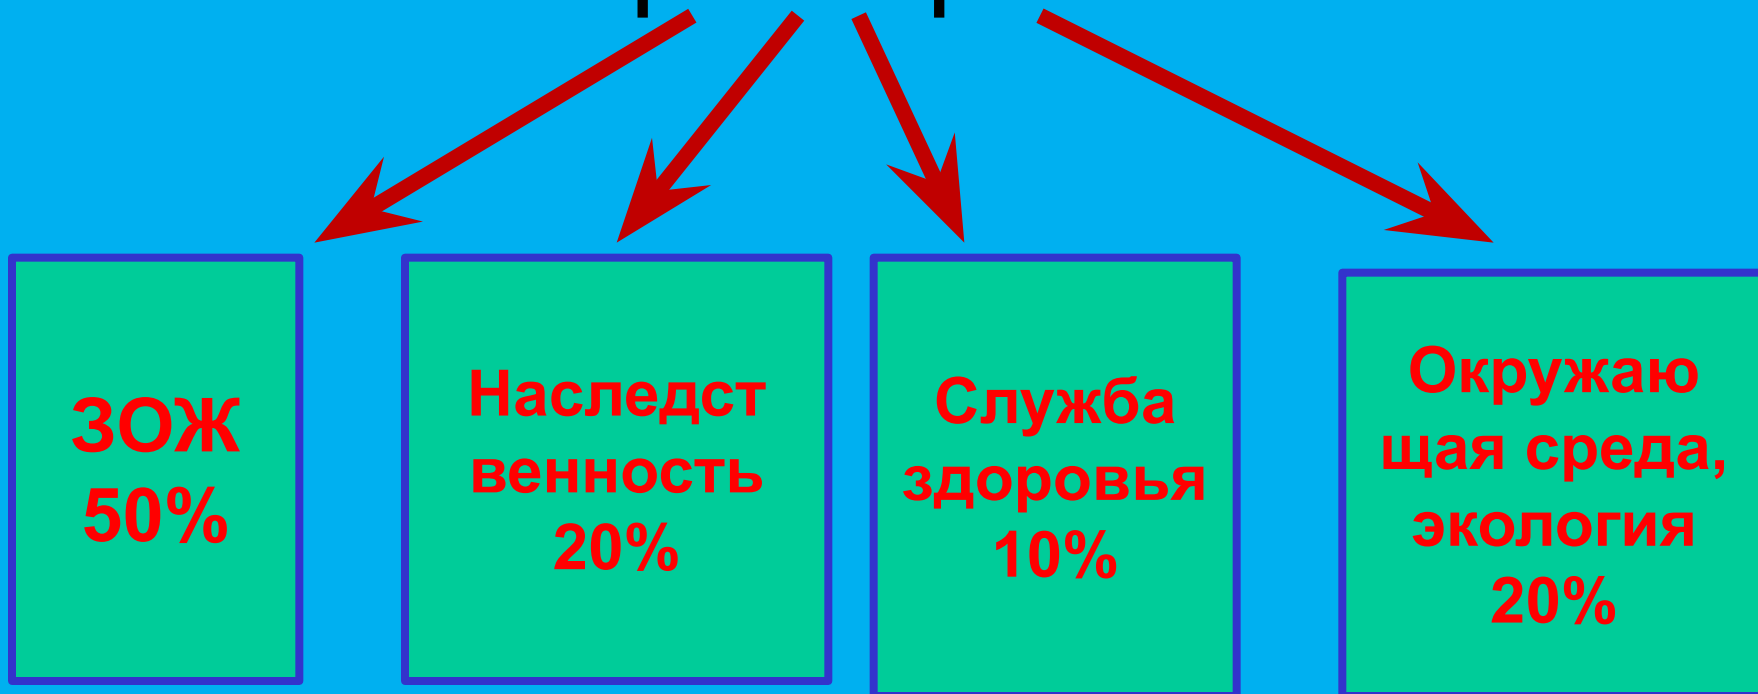 ЗОЖ
50%
Наследст
венность
20%
Служба
здоровья
10%
Окружаю
щая среда,
экология
20%